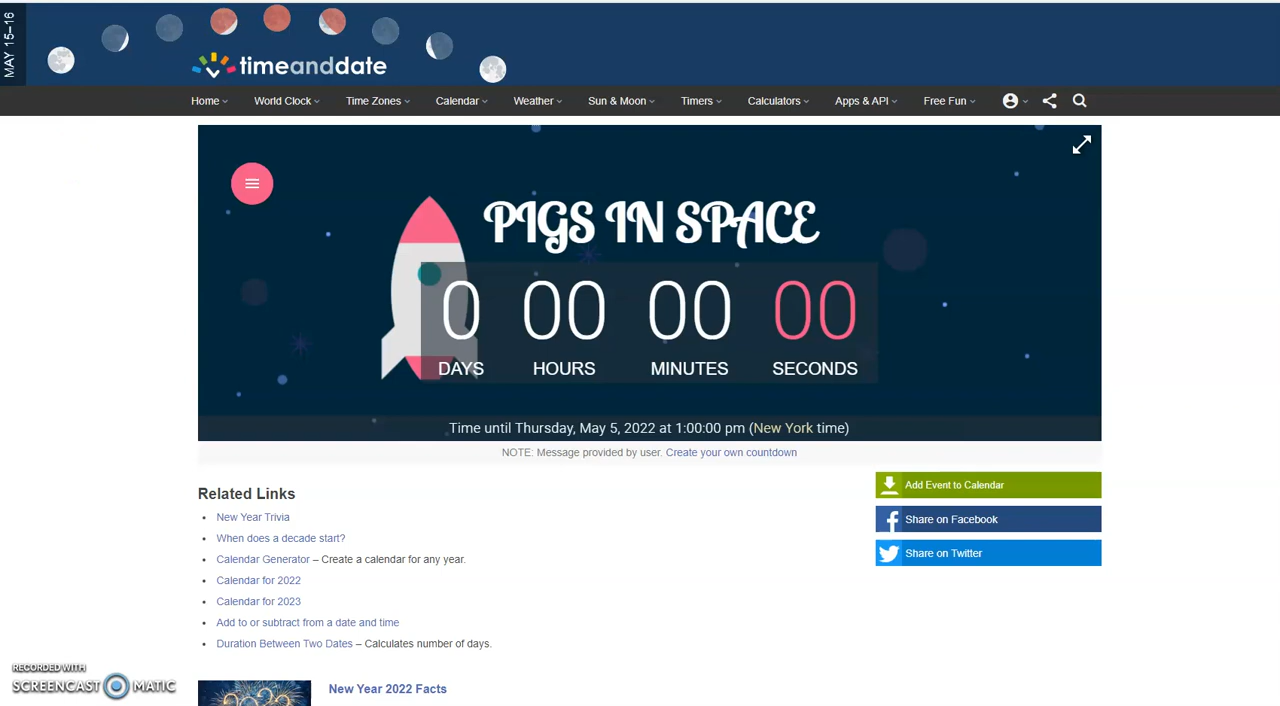 MAY 15–16
timeanddate
Home World Clock Time Zones Calendar Weather Sun & Moon Timers Calculators Apps & API Free Fun
PIGS IN SPACE
0 00 00 00
DAYS HOURS MINUTES SECONDS
Time until Thursday, May 5, 2022 at 1:00:00 pm (New York time)
NOTE: Message provided by user. Create your own countdown
Related Links
New Year Trivia
When does a decade start?
Calendar Generator – Create a calendar for any year.
Calendar for 2022
Calendar for 2023
Add to or subtract from a date and time
Duration Between Two Dates – Calculates number of days.
Add Event to Calendar
Share on Facebook
Share on Twitter
New Year 2022 Facts
RECORDED WITH
SCREENCAST MATIC